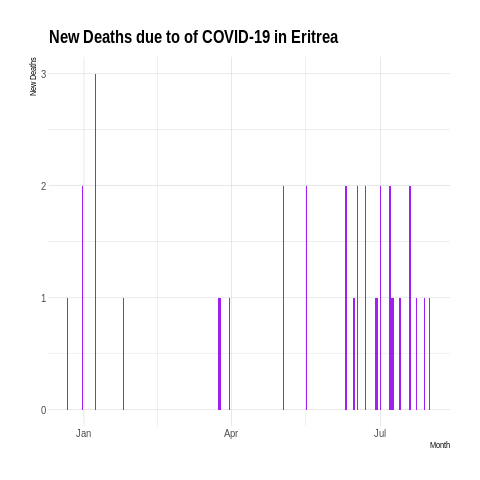 New Deaths due to of COVID-19 in Eritrea
New Deaths
3
2
1
0
Jan Apr Jul
Month